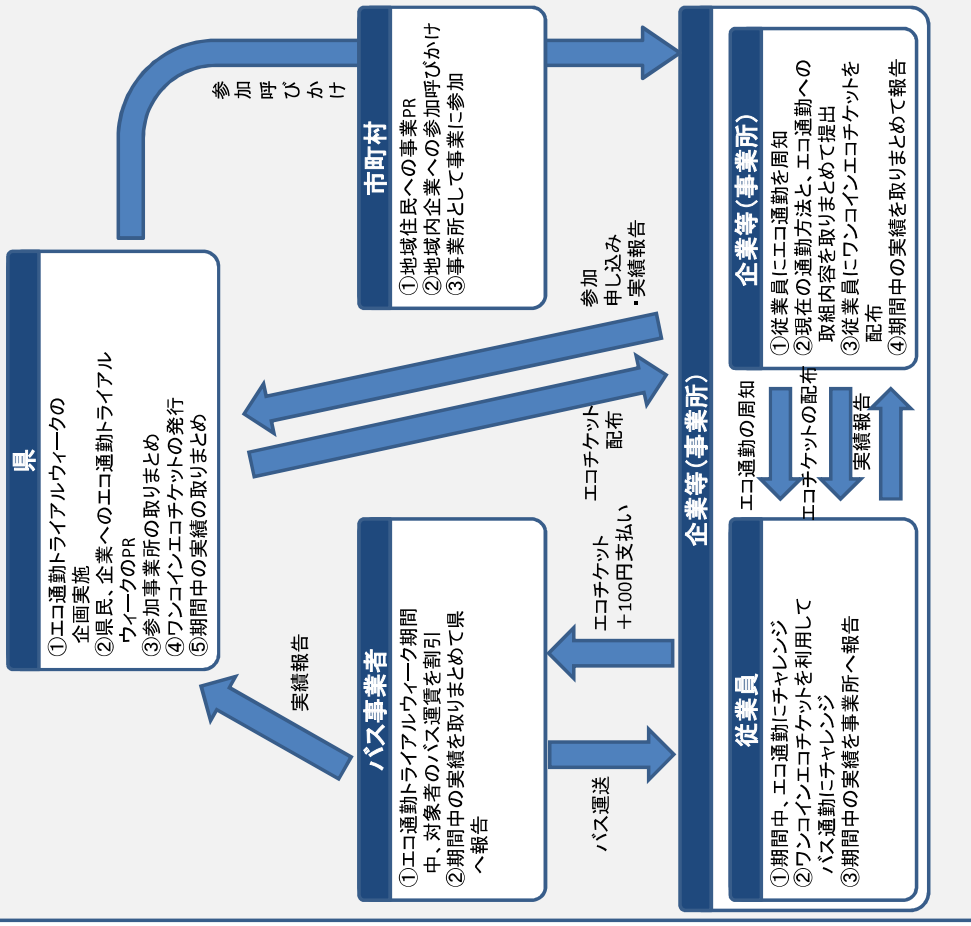 県
①エコ通勤トライアルウィークの
企画実施
②県民、企業へのエコ通勤トライアル
ウィークのPR
③参加事業所の取りまとめ
④ワンコインエコチケットの発行
⑤期間中の実績の取りまとめ
参加呼びかけ
実績報告
バス事業者
①エコ通勤トライアルウィーク期間
中、対象者のバス運賃を割引
②期間中の実績を取りまとめて県
へ報告
エコチケット
配布
参加
申し込み
・実績報告
市町村
①地域住民への事業PR
②地域内企業への参加呼びかけ
③事業所として事業に参加
バス運送
エコチケット
＋100円支払い
企業等（事業所）
従業員
①期間中、エコ通勤にチャレンジ
②ワンコインエコチケットを利用して
バス通勤にチャレンジ
③期間中の実績を事業所へ報告
エコ通勤の周知
エコチケットの配布
実績報告
企業等（事業所）
①従業員にエコ通勤を周知
②現在の通勤方法と、エコ通勤への
取組内容を取りまとめて提出
③従業員にワンコインエコチケットを
配布
④期間中の実績を取りまとめて報告